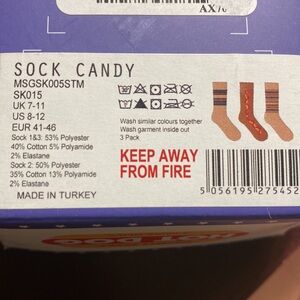 SOCK CANDY
MSGSK005STM
SK015
UK 7-11
US 8-12
EUR 41-46
Sock 1&3: 53% Polyester
40% Cotton 5% Polyamid
2% Elastane
Sock 2: 50% Polyester
35% Cotton 13% Polyamide
2% Elastane
MADE IN TURKEY
Wash similar colours together
Wash garment inside out
3 Pack
KEEP AWAY
FROM FIRE
5 056195 275452